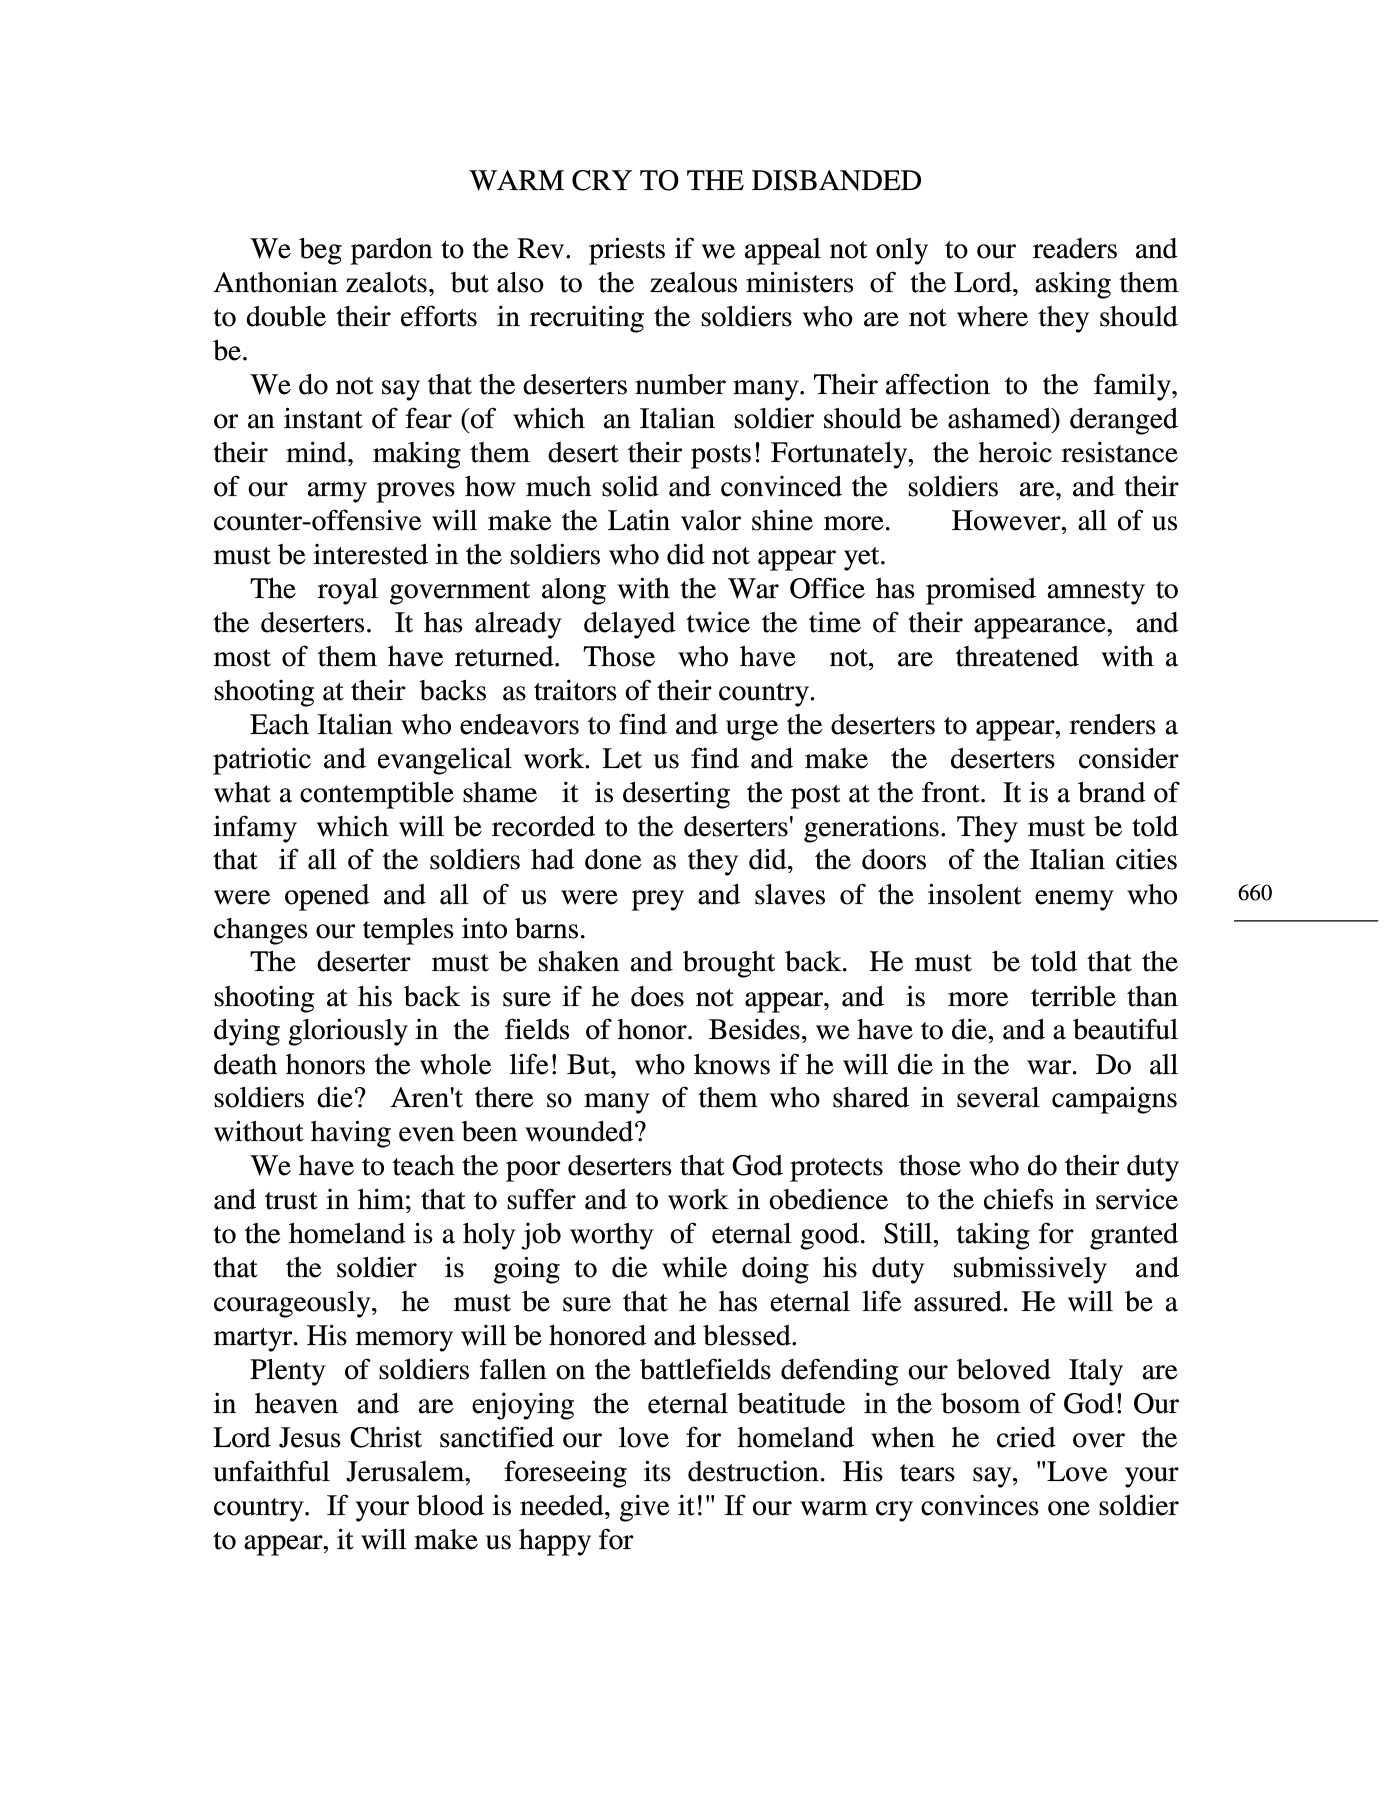 WARM CRY TO THE DISBANDED
We beg pardon to the Rev. priests if we appeal not only to our readers and
Anthonian zealots, but also to the zealous ministers of the Lord, asking them
to double their efforts in recruiting the soldiers who are not where they should
be.
We do not say that the deserters number many. Their affection to the family,
or an instant of fear (of which an Italian soldier should be ashamed) deranged
their mind, making them desert their posts! Fortunately, the heroic resistance
of our army proves how much solid and convinced the soldiers are, and their
counter-offensive will make the Latin valor shine more. However, all of us
must be interested in the soldiers who did not appear yet.
The royal government along with the War Office has promised amnesty to
the deserters. It has already delayed twice the time of their appearance, and
most of them have returned. Those who have not, are threatened with a
shooting at their backs as traitors of their country.
Each Italian who endeavors to find and urge the deserters to appear, renders a
patriotic and evangelical work. Let us find and make the deserters consider
what a contemptible shame it is deserting the post at the front. It is a brand of
infamy which will be recorded to the deserters' generations. They must be told
that if all of the soldiers had done as they did, the doors of the Italian cities
were opened and all of us were prey and slaves of the insolent enemy who
changes our temples into barns.
660
The deserter must be shaken and brought back. He must be told that the
shooting at his back is sure if he does not appear, and is more terrible than
dying gloriously in the fields of honor. Besides, we have to die, and a beautiful
death honors the whole life! But, who knows if he will die in the war. Do all
soldiers die? Aren't there so many of them who shared in several campaigns
without having even been wounded?
We have to teach the poor deserters that God protects those who do their duty
and trust in him; that to suffer and to work in obedience to the chiefs in service
to the homeland is a holy job worthy of eternal good. Still, taking for granted
that the soldier is going to die while doing his duty submissively and
courageously, he must be sure that he has eternal life assured. He will be a
martyr. His memory will be honored and blessed.
Plenty of soldiers fallen on the battlefields defending our beloved Italy are
in heaven and are enjoying the eternal beatitude in the bosom of God! Our
Lord Jesus Christ sanctified our love for homeland when he cried over the
unfaithful Jerusalem, foreseeing its destruction. His tears say, "Love your
country. If your blood is needed, give it!" If our warm cry convinces one soldier
to appear, it will make us happy for